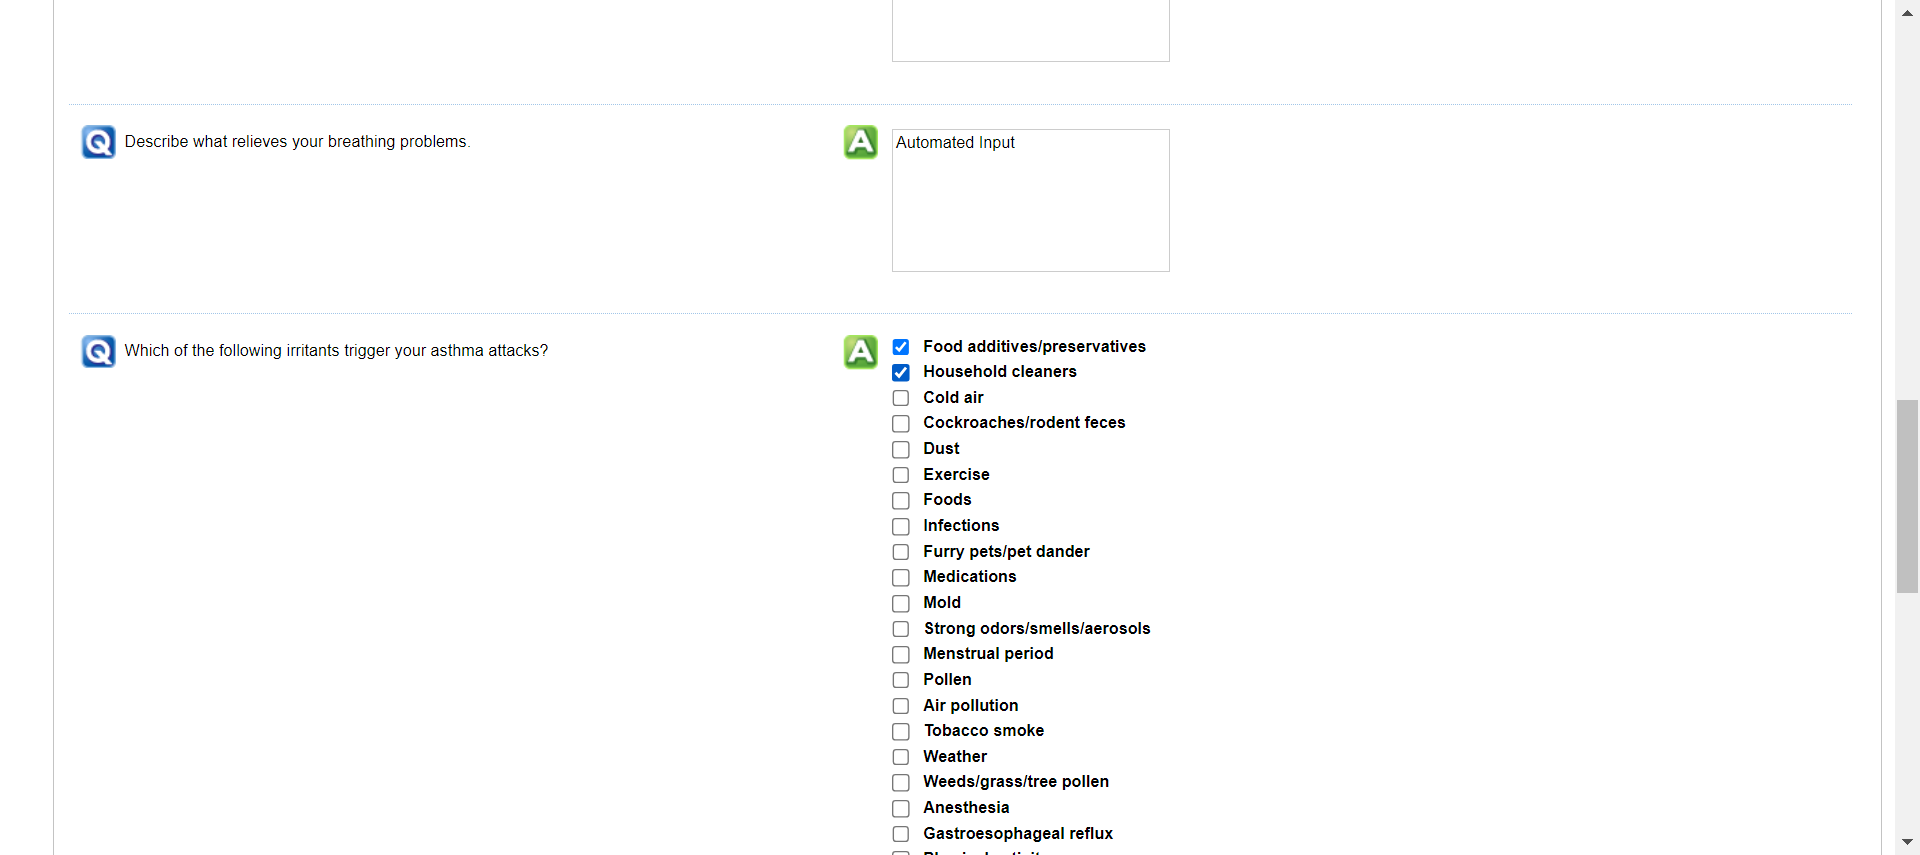 Q Describe what relieves your breathing problems.
A Automated Input
Q Which of the following irritants trigger your asthma attacks?
A Food additives/preservatives
Household cleaners
Cold air
Cockroaches/rodent feces
Dust
Exercise
Foods
Infections
Furry pets/pet dander
Medications
Mold
Strong odors/smells/aerosols
Menstrual period
Pollen
Air pollution
Tobacco smoke
Weather
Weeds/grass/tree pollen
Anesthesia
Gastroesophageal reflux